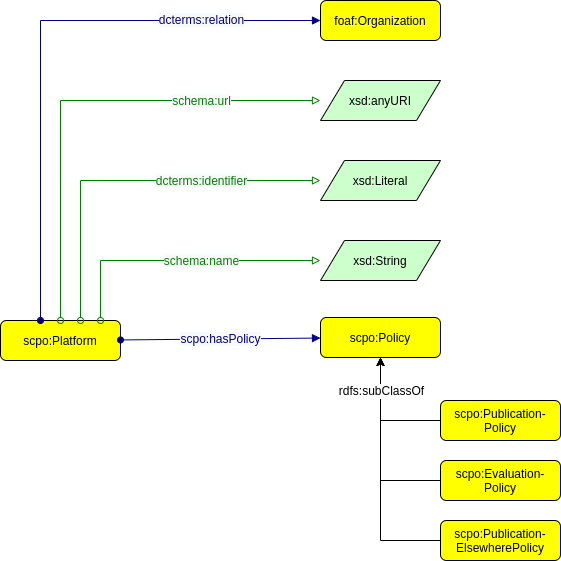 dcterms:relation
foaf:Organization
schema:url
xsd:anyURI
dcterms:identifier
xsd:Literal
schema:name
xsd:String
scpo:Platform
scpo:hasPolicy
scpo:Policy
rdfs:subClassOf
scpo:Publication-
Policy
scpo:Evaluation-
Policy
scpo:Publication-
ElsewherePolicy